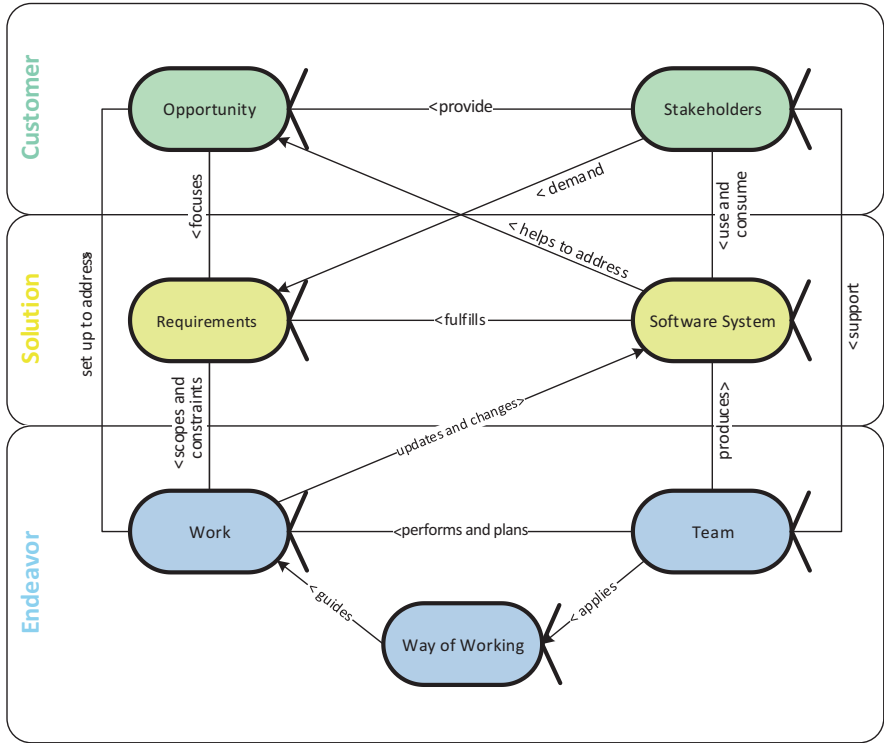 Customer
Opportunity
<provide
Stakeholders
<focuses
< demand
<use and
consume
< helps to address
set up to address>
Solution
Requirements
<fulfills
Software System
<support
<scopes and
constraints
updates and changes>
produces>
Endeavor
Work
<performs and plans
Team
< guides
< applies
Way of Working